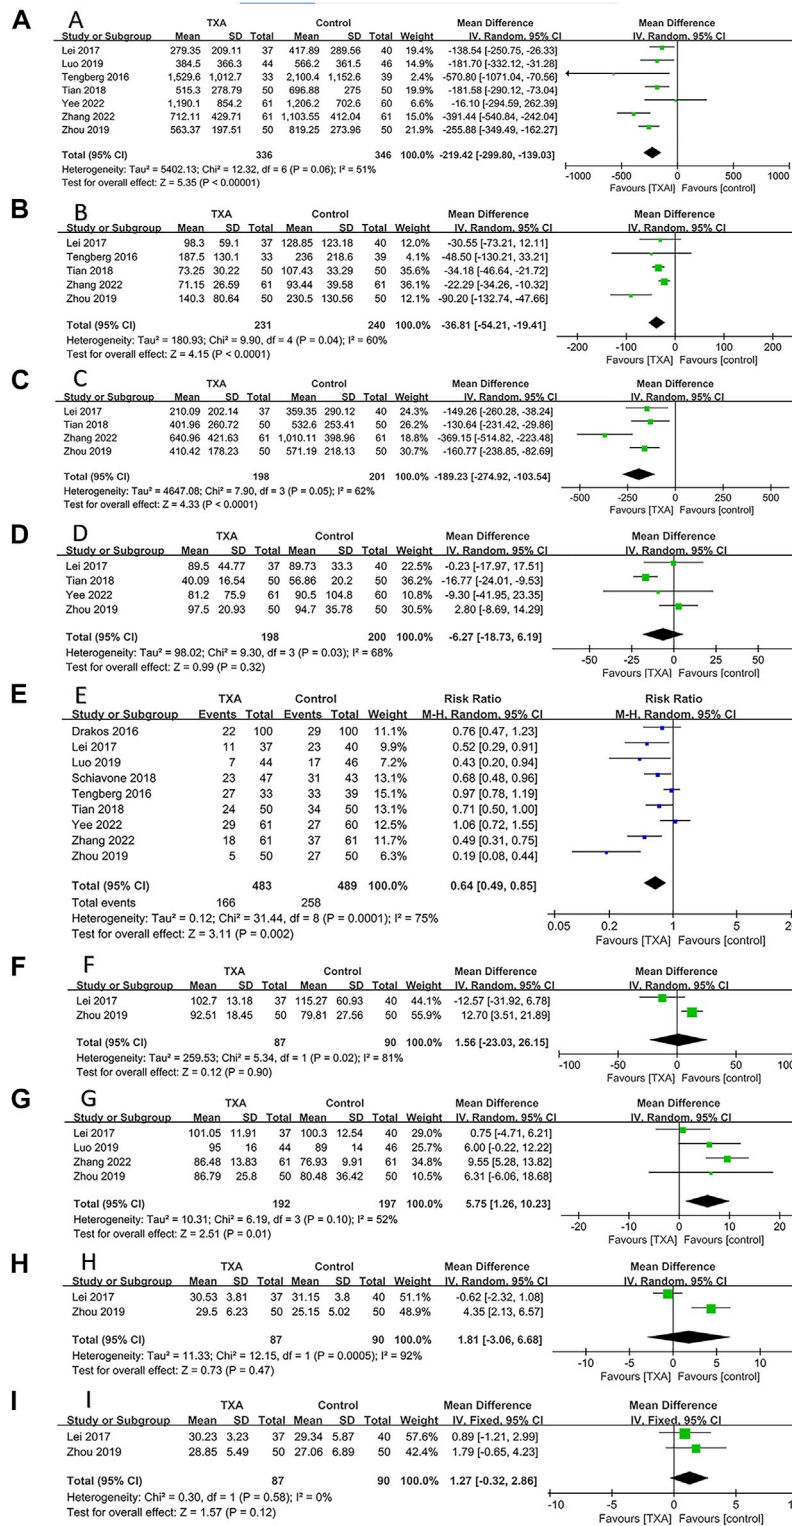 A A
TXA Control Mean Difference Mean Difference
Study or Subgroup Mean SD Total Mean SD Total Weight IV, Random, 95% CI IV, Random, 95% CI
Lei 2017 279.35 209.11 37 417.89 289.56 40 19.4% -138.54 [-250.75, -26.33]
Luo 2019 384.5 366.3 44 566.2 361.5 46 14.9% -181.70 [-332.12, -31.28]
Tengberg 2016 1,529.6 1,012.7 33 2,100.4 1,152.6 39 2.4% -570.80 [-1071.04, -70.56]
Tian 2018 515.3 278.79 50 696.88 275 50 19.9% -181.58 [-290.12, -73.04]
Yee 2022 1,190.1 854.2 61 1,206.2 702.6 60 6.6% -16.10 [-294.59, 262.39]
Zhang 2022 712.11 429.71 61 1,103.55 412.04 61 15.0% -391.44 [-540.84, -242.04]
Zhou 2019 563.37 197.51 50 819.25 273.96 50 21.9% -255.88 [-349.49, -162.27]
Total (95% CI) 336 346 100.0% -219.42 [-299.80, -139.03]
Heterogeneity: Tau² = 5402.13; Chi² = 12.32, df = 6 (P = 0.06); I² = 51%
Test for overall effect: Z = 5.35 (P < 0.00001)
-1000 -500 0 500 1000
Favours [TXAI] Favours [control]
B B
TXA Control Mean Difference Mean Difference
Study or Subgroup Mean SD Total Mean SD Total Weight IV, Random, 95% CI IV, Random, 95% CI
Lei 2017 98.3 59.1 37 128.85 123.18 40 12.0% -30.55 [-73.21, 12.11]
Tengberg 2016 187.5 130.1 33 236 218.6 39 4.1% -48.50 [-130.21, 33.21]
Tian 2018 73.25 30.22 50 107.43 33.29 50 35.6% -34.18 [-46.64, -21.72]
Zhang 2022 71.15 26.59 61 93.44 39.58 61 36.1% -22.29 [-34.26, -10.32]
Zhou 2019 140.3 80.64 50 230.5 130.56 50 12.1% -90.20 [-132.74, -47.66]
Total (95% CI) 231 240 100.0% -36.81 [-54.21, -19.41]
Heterogeneity: Tau² = 180.93; Chi² = 9.90, df = 4 (P = 0.04); I² = 60%
Test for overall effect: Z = 4.15 (P < 0.0001)
-200 -100 0 100 200
Favours [TXA] Favours [control]
C C
TXA Control Mean Difference Mean Difference
Study or Subgroup Mean SD Total Mean SD Total Weight IV, Random, 95% CI IV, Random, 95% CI
Lei 2017 210.09 202.14 37 359.35 290.12 40 24.3% -149.26 [-260.28, -38.24]
Tian 2018 401.96 260.72 50 532.6 253.41 50 26.2% -130.64 [-231.42, -29.86]
Zhang 2022 640.96 421.63 61 1,010.11 398.96 61 18.8% -369.15 [-514.82, -223.48]
Zhou 2019 410.42 178.23 50 571.19 218.13 50 30.7% -160.77 [-238.85, -82.69]
Total (95% CI) 198 201 100.0% -189.23 [-274.92, -103.54]
Heterogeneity: Tau² = 4647.08; Chi² = 7.90, df = 3 (P = 0.05); I² = 62%
Test for overall effect: Z = 4.33 (P < 0.0001)
-500 -250 0 250 500
Favours [TXA] Favours [control]
D D
TXA Control Mean Difference Mean Difference
Study or Subgroup Mean SD Total Mean SD Total Weight IV, Random, 95% CI IV, Random, 95% CI
Lei 2017 89.5 44.77 37 89.73 33.3 40 22.5% -0.23 [-17.97, 17.51]
Tian 2018 40.09 16.54 50 56.86 20.2 50 36.2% -16.77 [-24.01, -9.53]
Yee 2022 81.2 75.9 61 90.5 104.8 60 10.8% -9.30 [-41.95, 23.35]
Zhou 2019 97.5 20.93 50 94.7 35.78 50 30.5% 2.80 [-8.69, 14.29]
Total (95% CI) 198 200 100.0% -6.27 [-18.73, 6.19]
Heterogeneity: Tau² = 98.02; Chi² = 9.30, df = 3 (P = 0.03); I² = 68%
Test for overall effect: Z = 0.99 (P = 0.32)
-50 -25 0 25 50
Favours [TXA] Favours [control]
E E
TXA Control Risk Ratio Risk Ratio
Study or Subgroup Events Total Events Total Weight M-H, Random, 95% CI M-H, Random, 95% CI
Drakos 2016 22 100 29 100 11.1% 0.76 [0.47, 1.23]
Lei 2017 11 37 23 40 9.9% 0.52 [0.29, 0.91]
Luo 2019 7 44 17 46 7.2% 0.43 [0.20, 0.94]
Schiavone 2018 23 47 31 43 13.1% 0.68 [0.48, 0.96]
Tengberg 2016 27 33 33 39 15.1% 0.97 [0.78, 1.19]
Tian 2018 24 50 34 50 13.1% 0.71 [0.50, 1.00]
Yee 2022 29 61 27 60 12.5% 1.06 [0.72, 1.55]
Zhang 2022 18 61 37 61 11.7% 0.49 [0.31, 0.75]
Zhou 2019 5 50 27 50 6.3% 0.19 [0.08, 0.44]
Total (95% CI) 483 489 100.0% 0.64 [0.49, 0.85]
Total events 166 258
Heterogeneity: Tau² = 0.12; Chi² = 31.44, df = 8 (P = 0.0001); I² = 75%
Test for overall effect: Z = 3.11 (P = 0.002)
0.05 0.2 1 5 20
Favours [TXA] Favours [control]
F F
TXA Control Mean Difference Mean Difference
Study or Subgroup Mean SD Total Mean SD Total Weight IV, Random, 95% CI IV, Random, 95% CI
Lei 2017 102.7 13.18 37 115.27 60.93 40 44.1% -12.57 [-31.92, 6.78]
Zhou 2019 92.51 18.45 50 79.81 27.56 50 55.9% 12.70 [3.51, 21.89]
Total (95% CI) 87 90 100.0% 1.56 [-23.03, 26.15]
Heterogeneity: Tau² = 259.53; Chi² = 5.34, df = 1 (P = 0.02); I² = 81%
Test for overall effect: Z = 0.12 (P = 0.90)
-100 -50 0 50 100
Favours [TXA] Favours [control]
G G
TXA Control Mean Difference Mean Difference
Study or Subgroup Mean SD Total Mean SD Total Weight IV, Random, 95% CI IV, Random, 95% CI
Lei 2017 101.05 11.91 37 100.3 12.54 40 29.0% 0.75 [-4.71, 6.21]
Luo 2019 95 16 44 89 14 46 25.7% 6.00 [-0.22, 12.22]
Zhang 2022 86.48 13.83 61 76.93 9.91 61 34.8% 9.55 [5.28, 13.82]
Zhou 2019 86.79 25.8 50 80.48 36.42 50 10.5% 6.31 [-6.06, 18.68]
Total (95% CI) 192 197 100.0% 5.75 [1.26, 10.23]
Heterogeneity: Tau² = 10.31; Chi² = 6.19, df = 3 (P = 0.10); I² = 52%
Test for overall effect: Z = 2.51 (P = 0.01)
-20 -10 0 10 20
Favours [TXA] Favours [control]
H H
TXA Control Mean Difference Mean Difference
Study or Subgroup Mean SD Total Mean SD Total Weight IV, Random, 95% CI IV, Random, 95% CI
Lei 2017 30.53 3.81 37 31.15 3.8 40 51.1% -0.62 [-2.32, 1.08]
Zhou 2019 29.5 6.23 50 25.15 5.02 50 48.9% 4.35 [2.13, 6.57]
Total (95% CI) 87 90 100.0% 1.81 [-3.06, 6.68]
Heterogeneity: Tau² = 11.33; Chi² = 12.15, df = 1 (P = 0.0005); I² = 92%
Test for overall effect: Z = 0.73 (P = 0.47)
-10 -5 0 5 10
Favours [TXA] Favours [control]
I I
TXA Control Mean Difference Mean Difference
Study or Subgroup Mean SD Total Mean SD Total Weight IV, Fixed, 95% CI IV, Fixed, 95% CI
Lei 2017 30.23 3.23 37 29.34 5.87 40 57.6% 0.89 [-1.21, 2.99]
Zhou 2019 28.85 5.49 50 27.06 6.89 50 42.4% 1.79 [-0.65, 4.23]
Total (95% CI) 87 90 100.0% 1.27 [-0.32, 2.86]
Heterogeneity: Chi² = 0.30, df = 1 (P = 0.58); I² = 0%
Test for overall effect: Z = 1.57 (P = 0.12)
-10 -5 0 5
Favours [TXA] Favours [control]